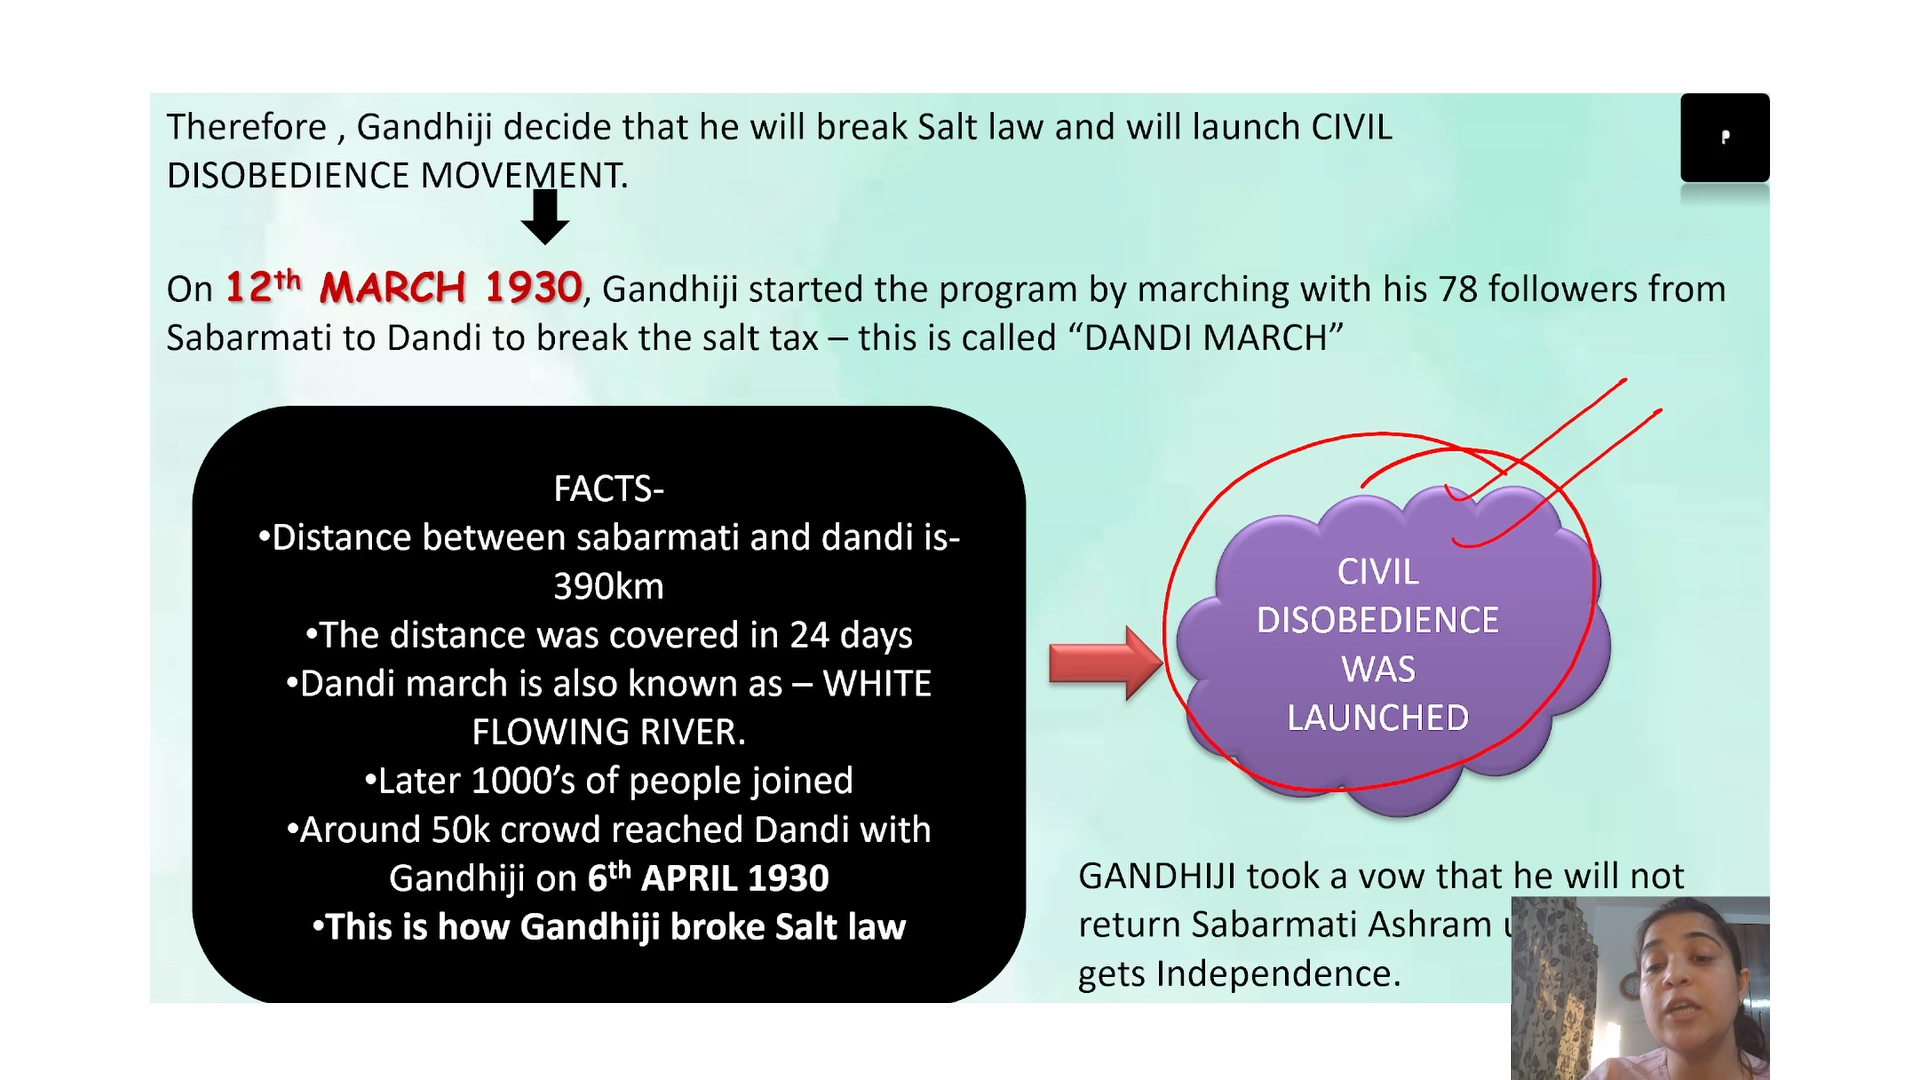 Therefore , Gandhiji decide that he will break Salt law and will launch CIVIL
DISOBEDIENCE MOVEMENT.
On 12th MARCH 1930, Gandhiji started the program by marching with his 78 followers from
Sabarmati to Dandi to break the salt tax – this is called “DANDI MARCH”
FACTS-
•Distance between sabarmati and dandi is-
390km
•The distance was covered in 24 days
•Dandi march is also known as – WHITE
FLOWING RIVER.
•Later 1000’s of people joined
•Around 50k crowd reached Dandi with
Gandhiji on 6th APRIL 1930
•This is how Gandhiji broke Salt law
CIVIL
DISOBEDIENCE
WAS
LAUNCHED
GANDHIJI took a vow that he will not
return Sabarmati Ashram
gets Independence.